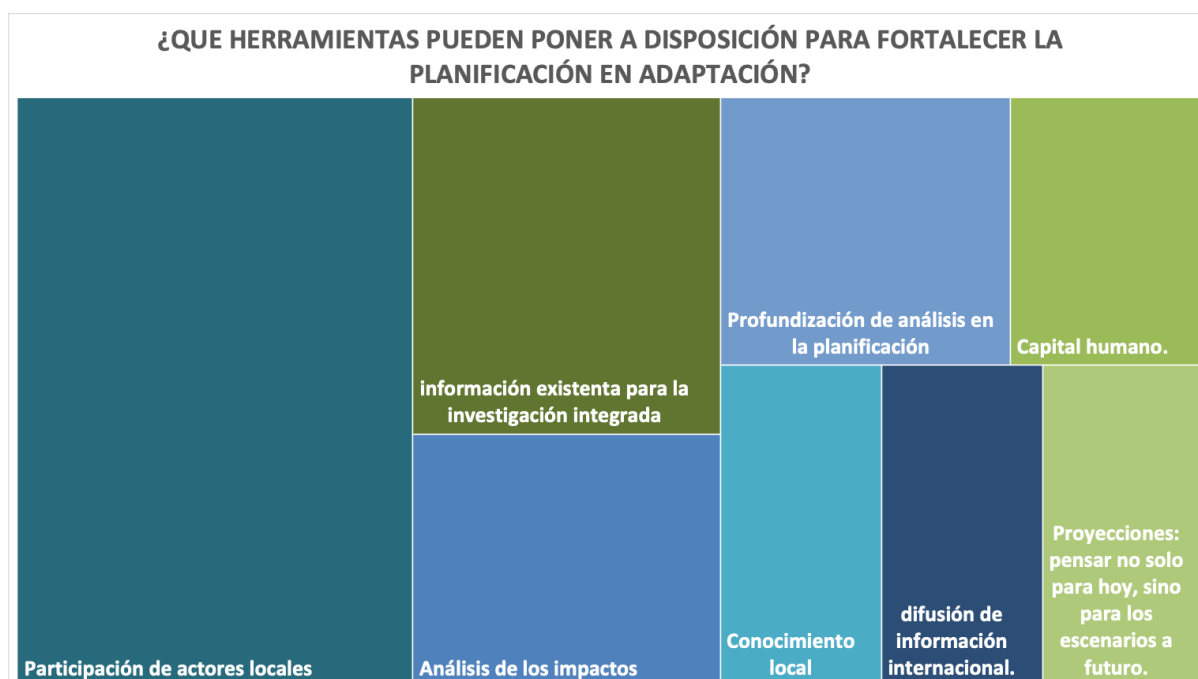 ¿QUE HERRAMIENTAS PUEDEN PONER A DISPOSICIÓN PARA FORTALECER LA
PLANIFICACIÓN EN ADAPTACIÓN?
Participación de actores locales
información existenta para la
investigación integrada
Análisis de los impactos
Profundización de análisis en
la planificación
Capital humano.
Conocimiento
local
difusión de
información
internacional.
Proyecciones:
pensar no solo
para hoy, sino
para los
escenarios a
futuro.